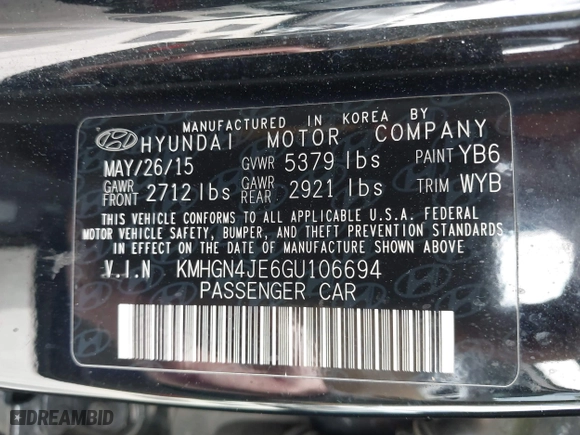 MANUFACTURED IN KOREA BY
HYUNDAI MOTOR COMPANY
MAY/26/15 GVWR 5379 lbs PAINT YB6
GAWR FRONT 2712 lbs GAWR REAR 2921 lbs TRIM WYB
THIS VEHICLE CONFORMS TO ALL APPLICABLE U.S.A. FEDERAL
MOTOR VEHICLE SAFETY, BUMPER, AND THEFT PREVENTION STANDARDS
IN EFFECT ON THE DATE OF MANUFACTURE SHOWN ABOVE.
V.I.N KMHGN4JE6GU106694
PASSENGER CAR
DREAMBID